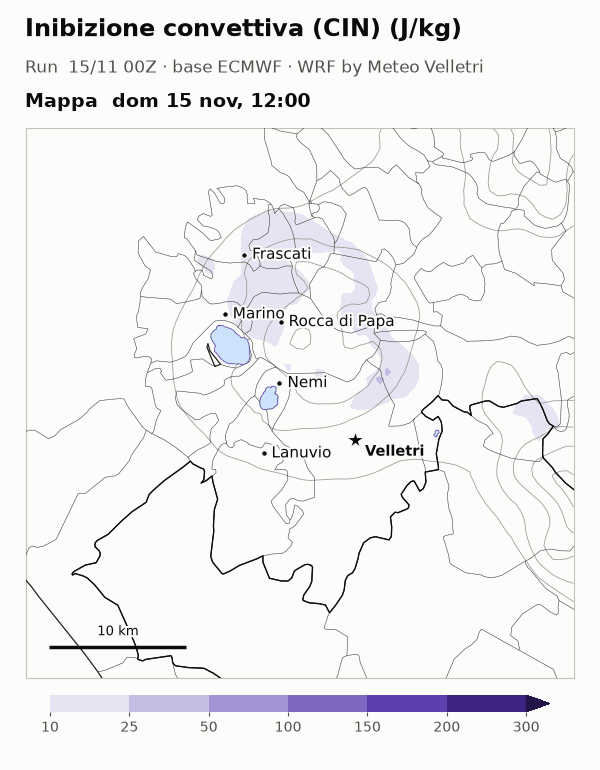 Inibizione convettiva (CIN) (J/kg)
Run  15/11 00Z · base ECMWF · WRF by Meteo Velletri
Mappa  dom 15 nov, 12:00
Frascati
Marino
Rocca di Papa
Nemi
Velletri
Lanuvio
10 km
10 25 50 100 150 200 300